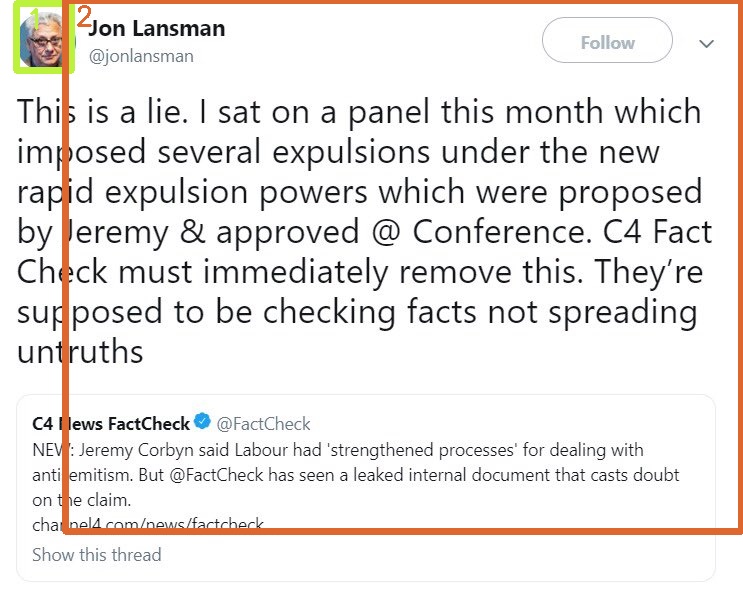 1
2
Jon Lansman
@jonlansman
Follow
This is a lie. I sat on a panel this month which
imposed several expulsions under the new
rapid expulsion powers which were proposed
by Jeremy & approved @ Conference. C4 Fact
Check must immediately remove this. They're
supposed to be checking facts not spreading
untruths
C4 News FactCheck @FactCheck
NEW: Jeremy Corbyn said Labour had 'strengthened processes' for dealing with
antisemitism. But @FactCheck has seen a leaked internal document that casts doubt
on the claim.
channel4.com/news/factcheck
Show this thread